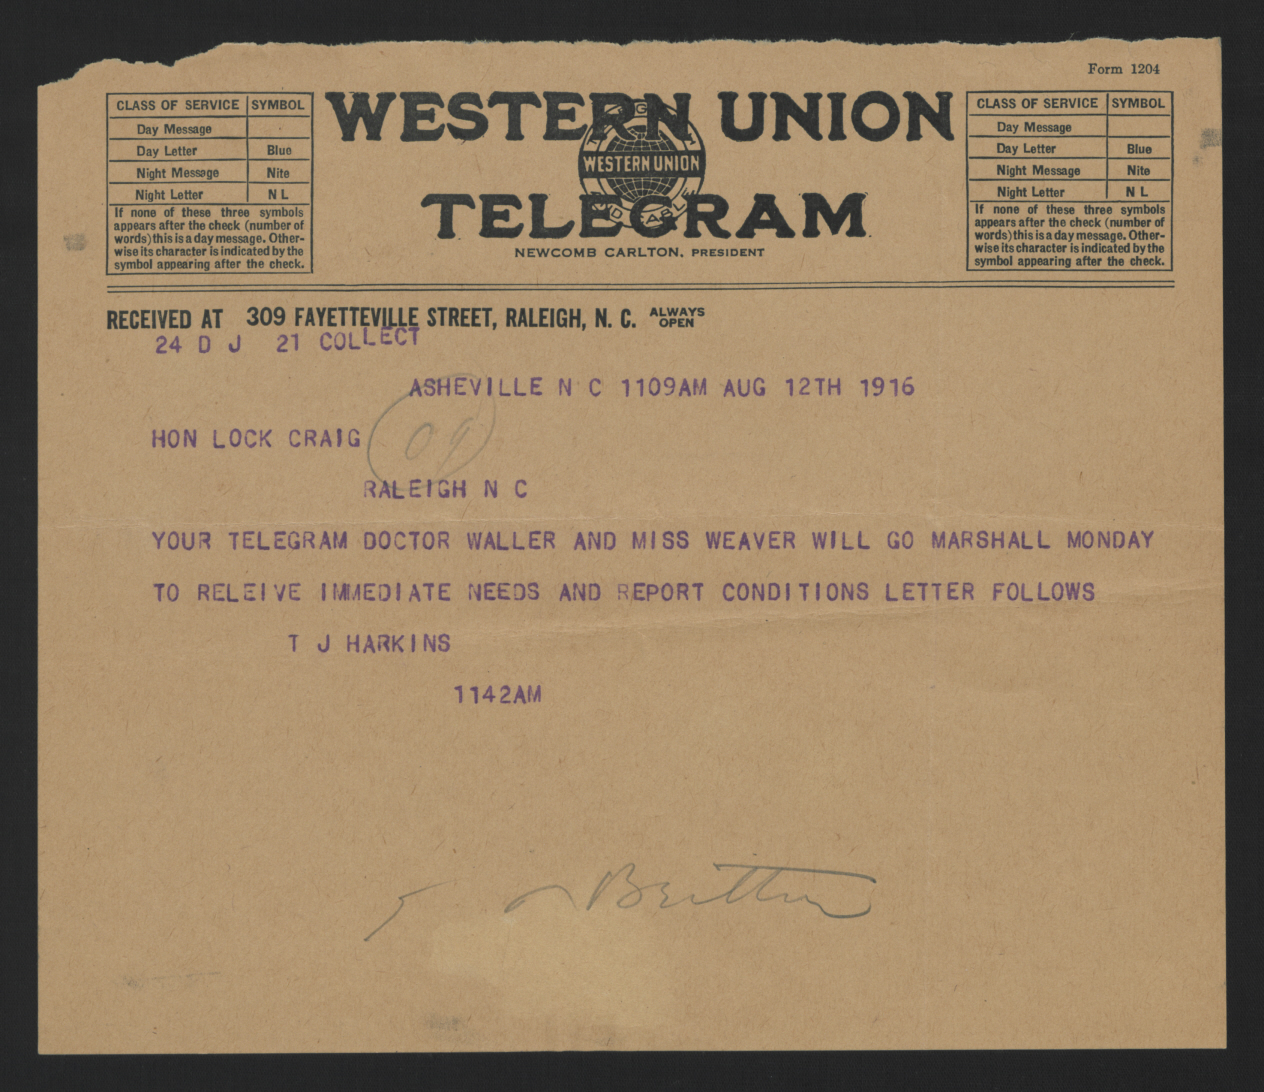 Form 1204
CLASS OF SERVICE SYMBOL
Day Message
Day Letter Blue
Night Message Nite
Night Letter N L
If none of these three symbols
appears after the check (number of
words) this is a day message. Other-
wise its character is indicated by the
symbol appearing after the check.
WESTERN UNION
WESTERN UNION
TELEGRAM
NEWCOMB CARLTON, PRESIDENT
CLASS OF SERVICE SYMBOL
Day Message
Day Letter Blue
Night Message Nite
Night Letter N L
If none of these three symbols
appears after the check (number of
words) this is a day message. Other-
wise its character is indicated by the
symbol appearing after the check.
RECEIVED AT 309 FAYETTEVILLE STREET, RALEIGH, N. C. ALWAYS OPEN
24 D J 21 COLLECT
ASHEVILLE N C 1109AM AUG 12TH 1916
HON LOCK CRAIG
RALEIGH N C
YOUR TELEGRAM DOCTOR WALLER AND MISS WEAVER WILL GO MARSHALL MONDAY
TO RELEIVE IMMEDIATE NEEDS AND REPORT CONDITIONS LETTER FOLLOWS
T J HARKINS
1142AM